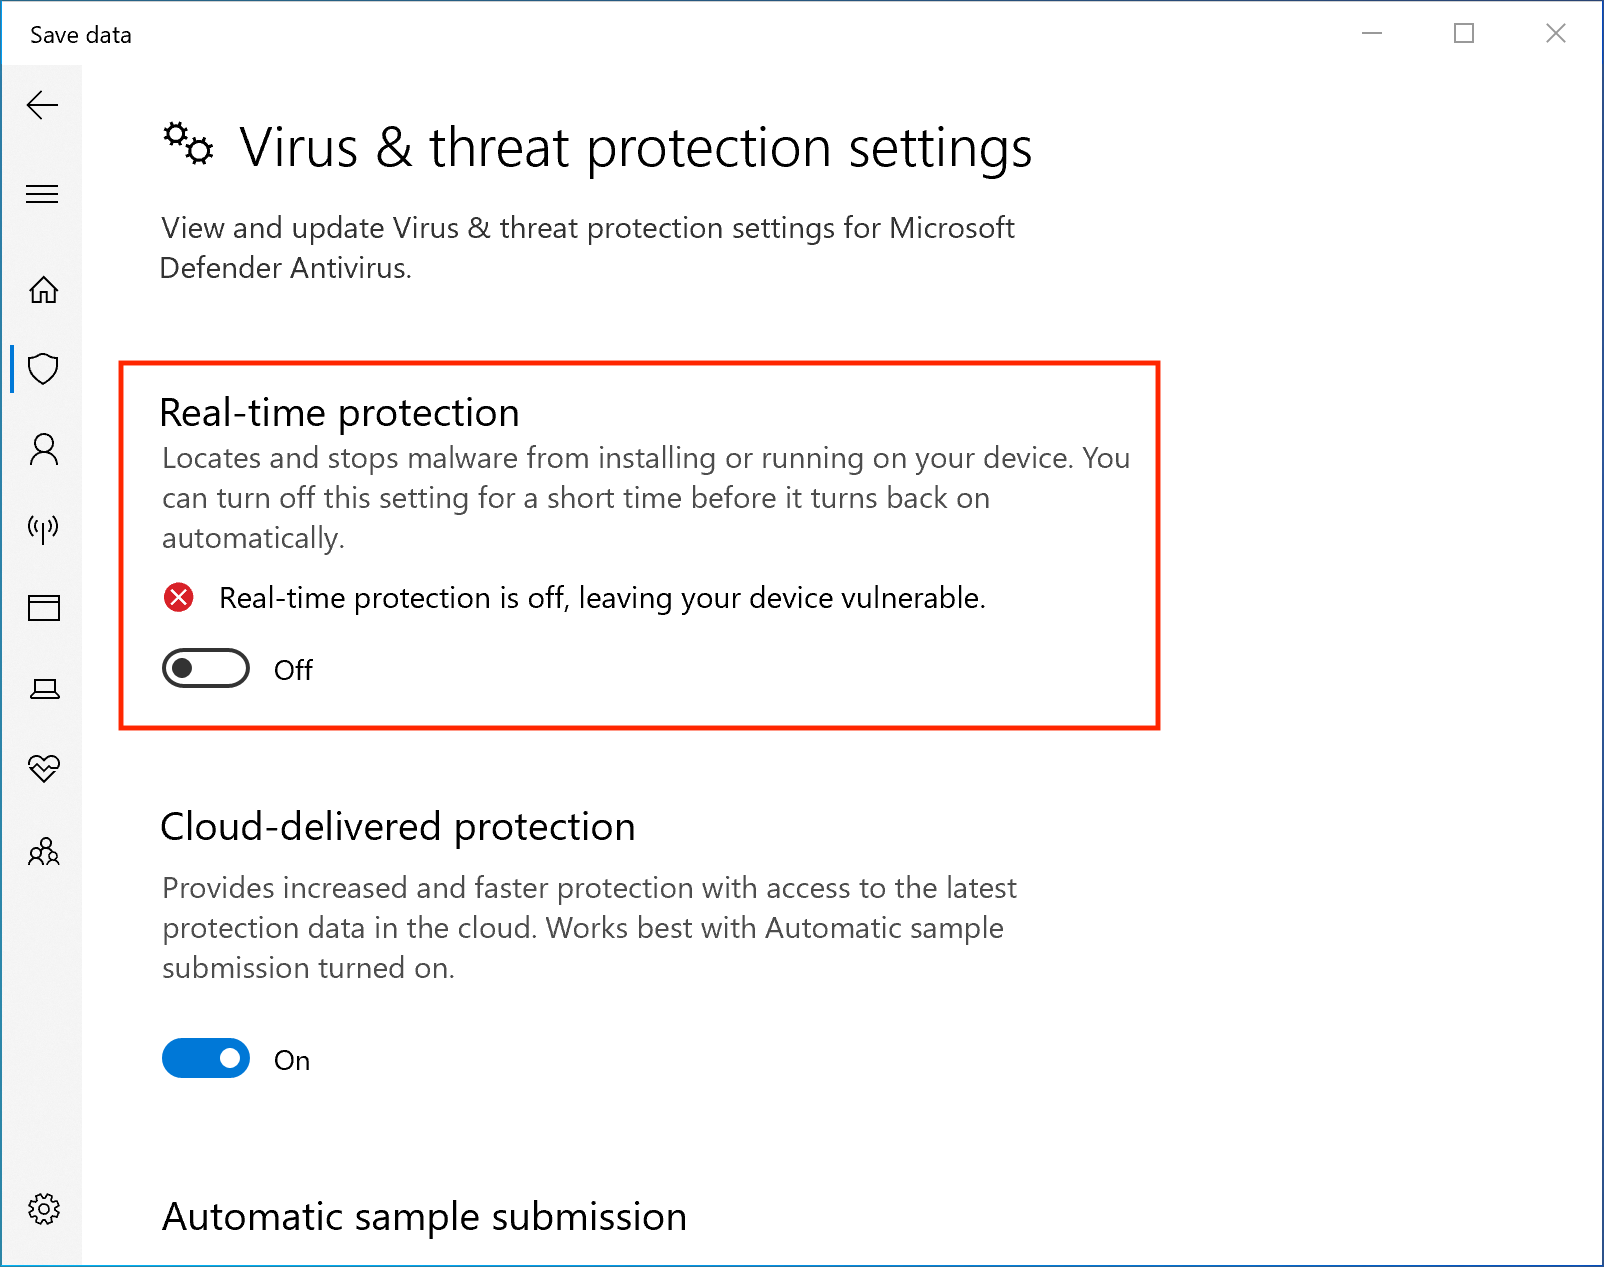 Save data
Virus & threat protection settings
View and update Virus & threat protection settings for Microsoft
Defender Antivirus.
Real-time protection
Locates and stops malware from installing or running on your device. You
can turn off this setting for a short time before it turns back on
automatically.
Real-time protection is off, leaving your device vulnerable.
Off
Cloud-delivered protection
Provides increased and faster protection with access to the latest
protection data in the cloud. Works best with Automatic sample
submission turned on.
On
Automatic sample submission